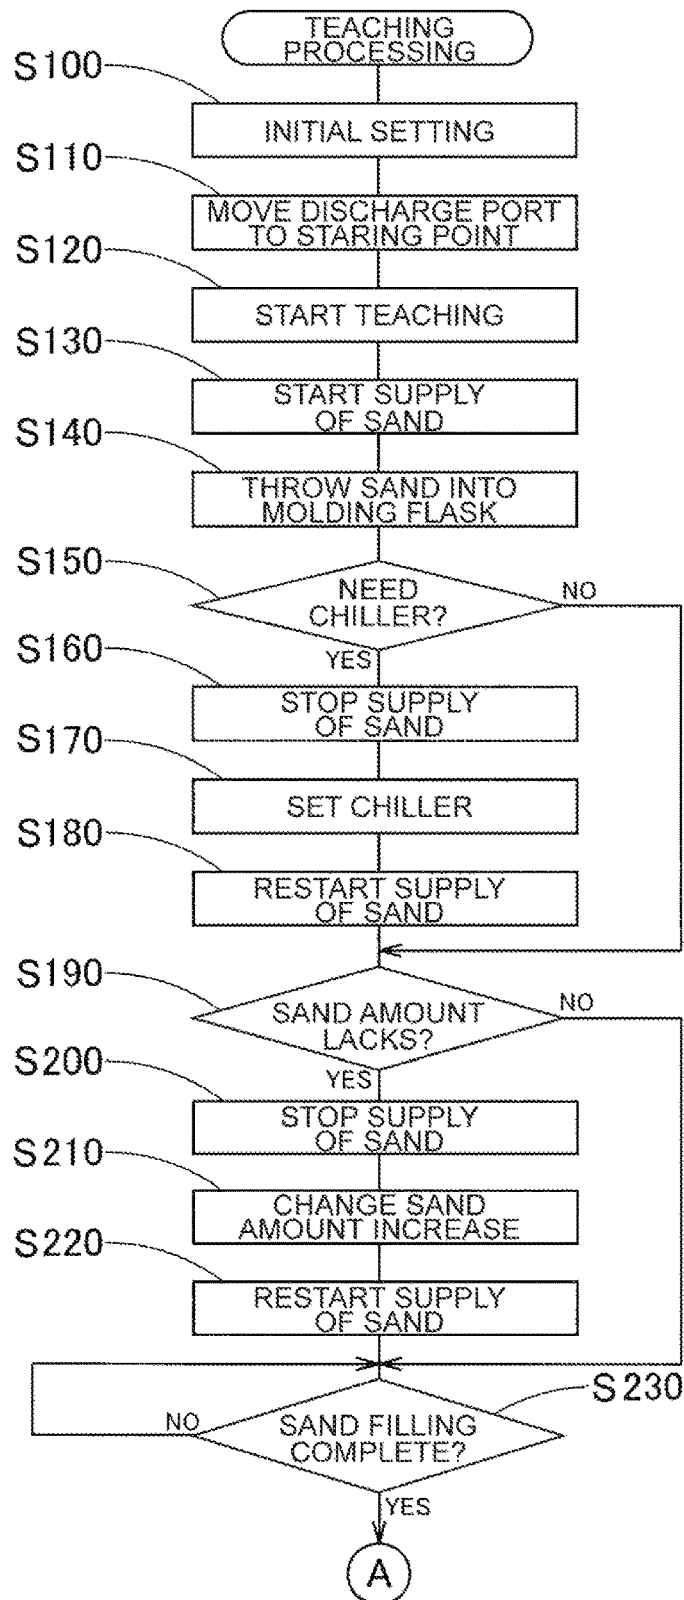 TEACHING
PROCESSING
S100
INITIAL SETTING
S110
MOVE DISCHARGE PORT
TO STARING POINT
S120
START TEACHING
S130
START SUPPLY
OF SAND
S140
THROW SAND INTO
MOLDING FLASK
S150
NEED
CHILLER?
NO
YES
S160
STOP SUPPLY
OF SAND
S170
SET CHILLER
S180
RESTART SUPPLY
OF SAND
S190
SAND AMOUNT
LACKS?
NO
YES
S200
STOP SUPPLY
OF SAND
S210
CHANGE SAND
AMOUNT INCREASE
S220
RESTART SUPPLY
OF SAND
S230
NO
SAND FILLING
COMPLETE?
YES
A